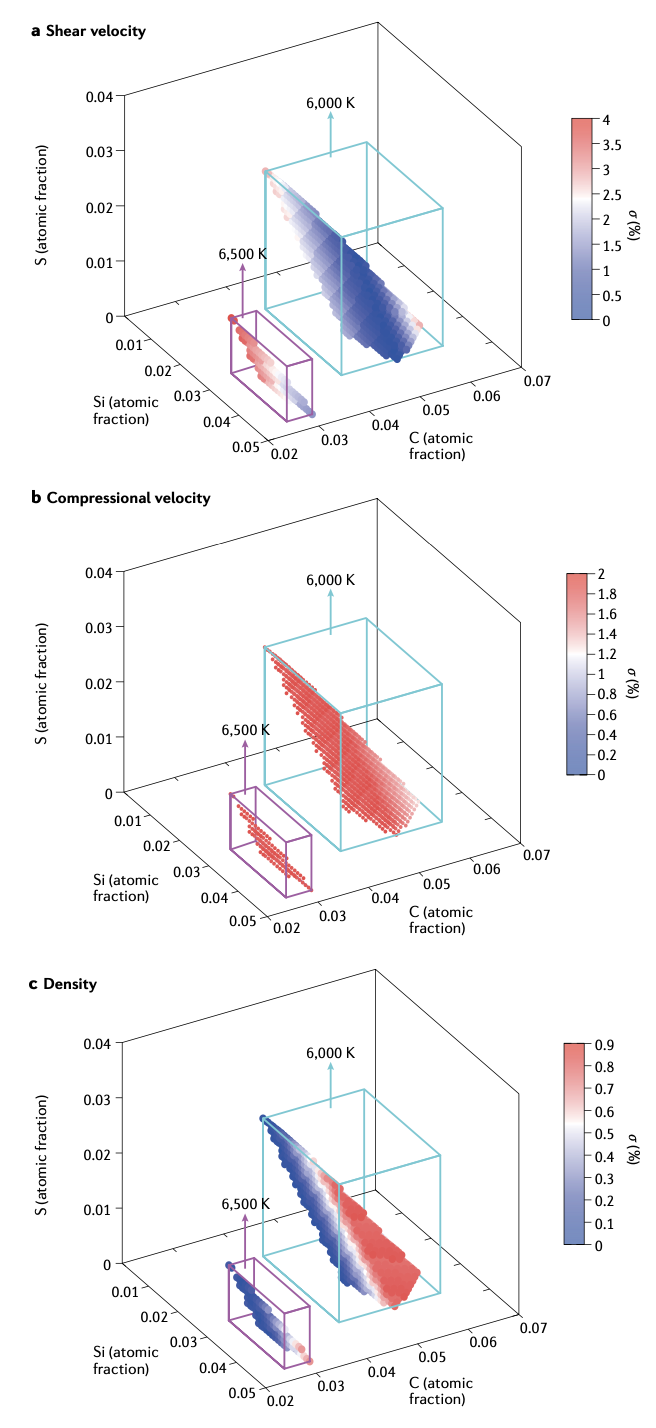 a Shear velocity
6,000 K
0.04
0.03
0.02
0.01
0
S (atomic fraction)
6,500 K
0.01
0.02
0.03
0.04
0.05
Si (atomic
fraction)
0.02
0.03
0.04
0.05
0.06
0.07
C (atomic
fraction)
4
3.5
3
2.5
2
1.5
1
0.5
0
σ (%)
b Compressional velocity
6,000 K
0.04
0.03
0.02
0.01
0
S (atomic fraction)
6,500 K
0.01
0.02
0.03
0.04
0.05
Si (atomic
fraction)
0.02
0.03
0.04
0.05
0.06
0.07
C (atomic
fraction)
2
1.8
1.6
1.4
1.2
1
0.8
0.6
0.4
0.2
0
σ (%)
c Density
6,000 K
0.04
0.03
0.02
0.01
0
S (atomic fraction)
6,500 K
0.01
0.02
0.03
0.04
0.05
Si (atomic
fraction)
0.02
0.03
0.04
0.05
0.06
0.07
C (atomic
fraction)
0.9
0.8
0.7
0.6
0.5
0.4
0.3
0.2
0.1
0
σ (%)